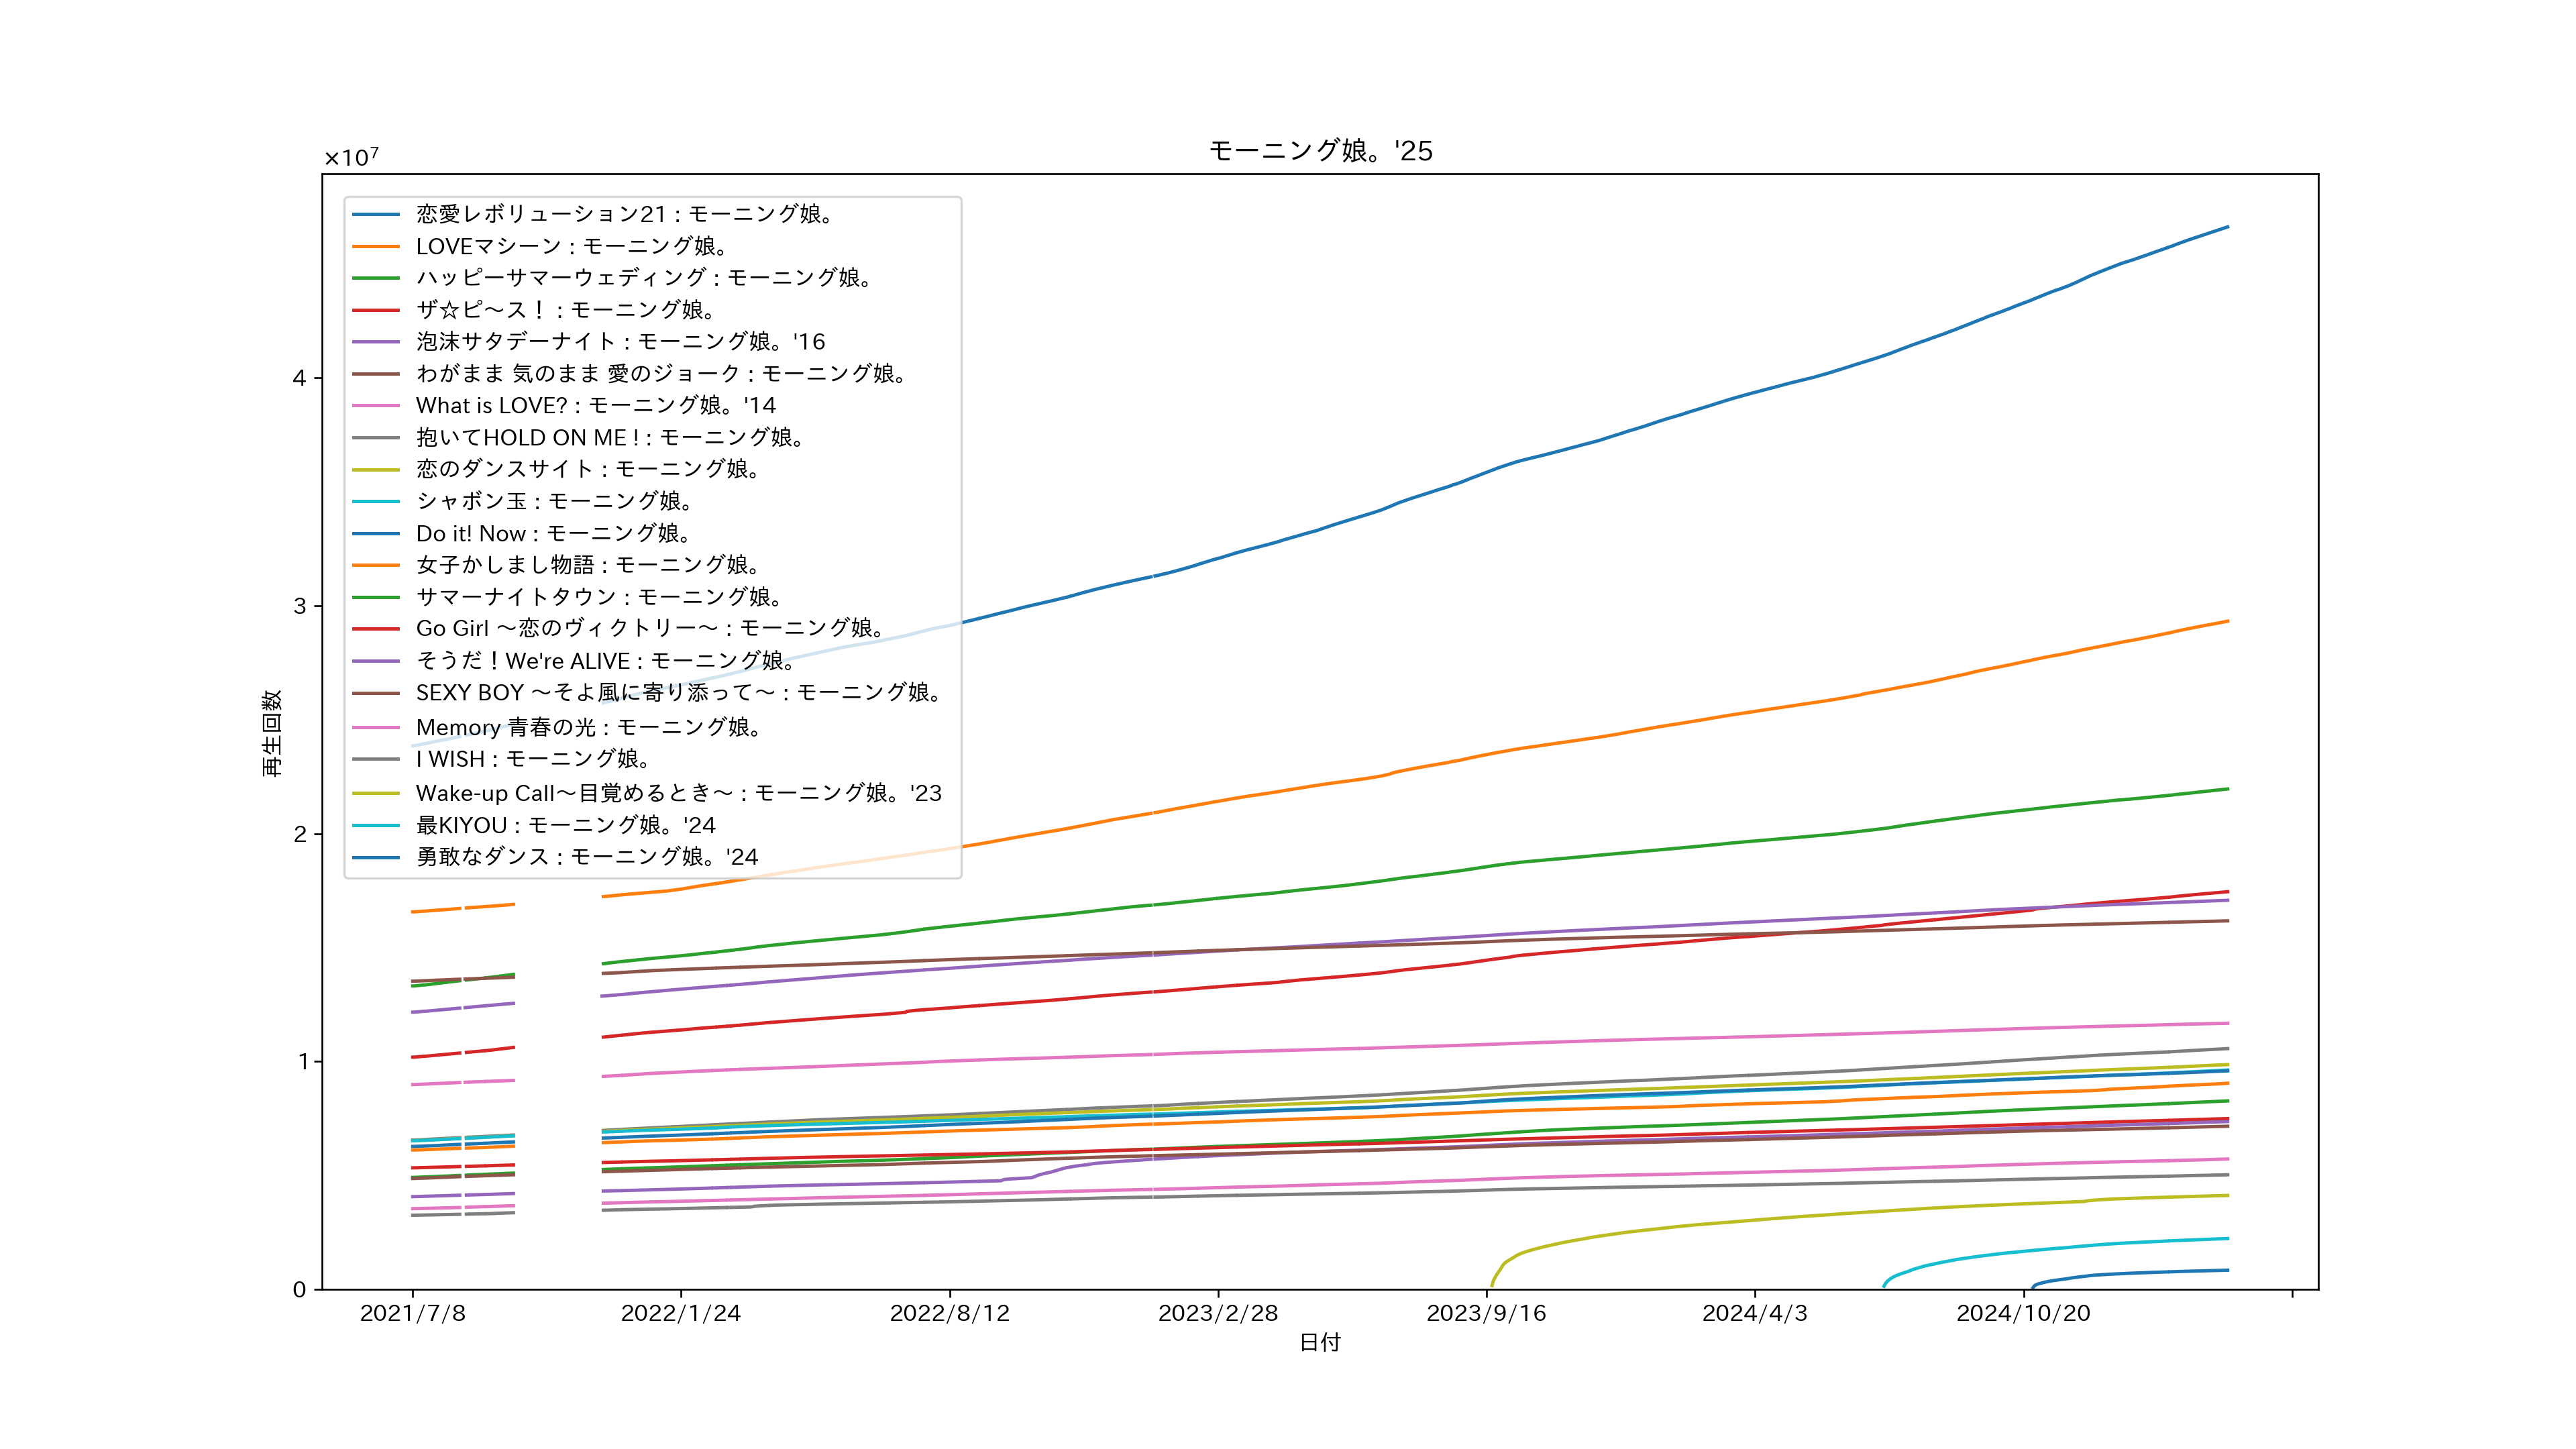 モーニング娘。'25
×10⁷
恋愛レボリューション21 : モーニング娘。
LOVEマシーン : モーニング娘。
ハッピーサマーウェディング : モーニング娘。
ザ☆ピ〜ス! : モーニング娘。
泡沫サタデーナイト : モーニング娘。'16
わがまま 気のまま 愛のジョーク : モーニング娘。
What is LOVE? : モーニング娘。'14
抱いてHOLD ON ME ! : モーニング娘。
恋のダンスサイト : モーニング娘。
シャボン玉 : モーニング娘。
Do it! Now : モーニング娘。
女子かしまし物語 : モーニング娘。
サマーナイトタウン : モーニング娘。
Go Girl 〜恋のヴィクトリー〜 : モーニング娘。
そうだ！We're ALIVE : モーニング娘。
SEXY BOY 〜そよ風に寄り添って〜 : モーニング娘。
Memory 青春の光 : モーニング娘。
I WISH : モーニング娘。
Wake-up Call〜目覚めるとき〜 : モーニング娘。'23
最KIYOU : モーニング娘。'24
勇敢なダンス : モーニング娘。'24
4
3
2
1
0
再生回数
2021/7/8
2022/1/24
2022/8/12
2023/2/28
2023/9/16
2024/4/3
2024/10/20
日付